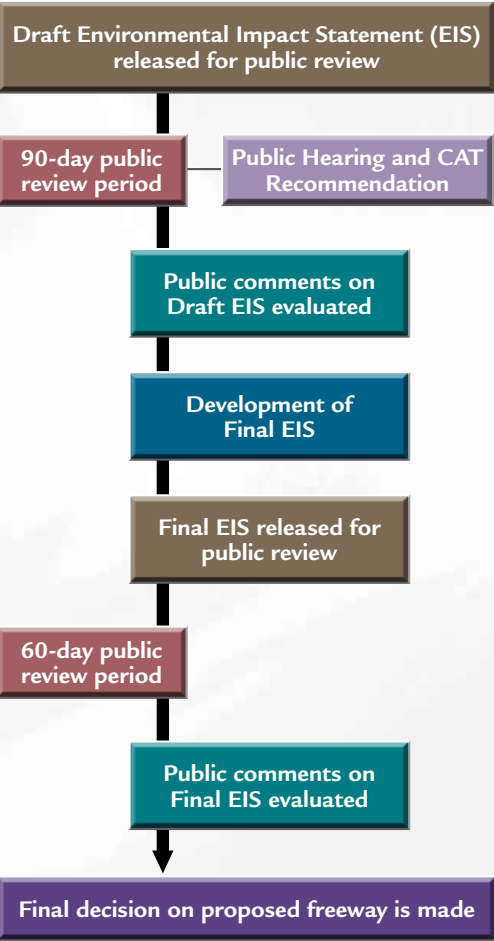 Draft Environmental Impact Statement (EIS)
released for public review
90-day public
review period
Public Hearing and CAT
Recommendation
Public comments on
Draft EIS evaluated
Development of
Final EIS
Final EIS released for
public review
60-day public
review period
Public comments on
Final EIS evaluated
Final decision on proposed freeway is made